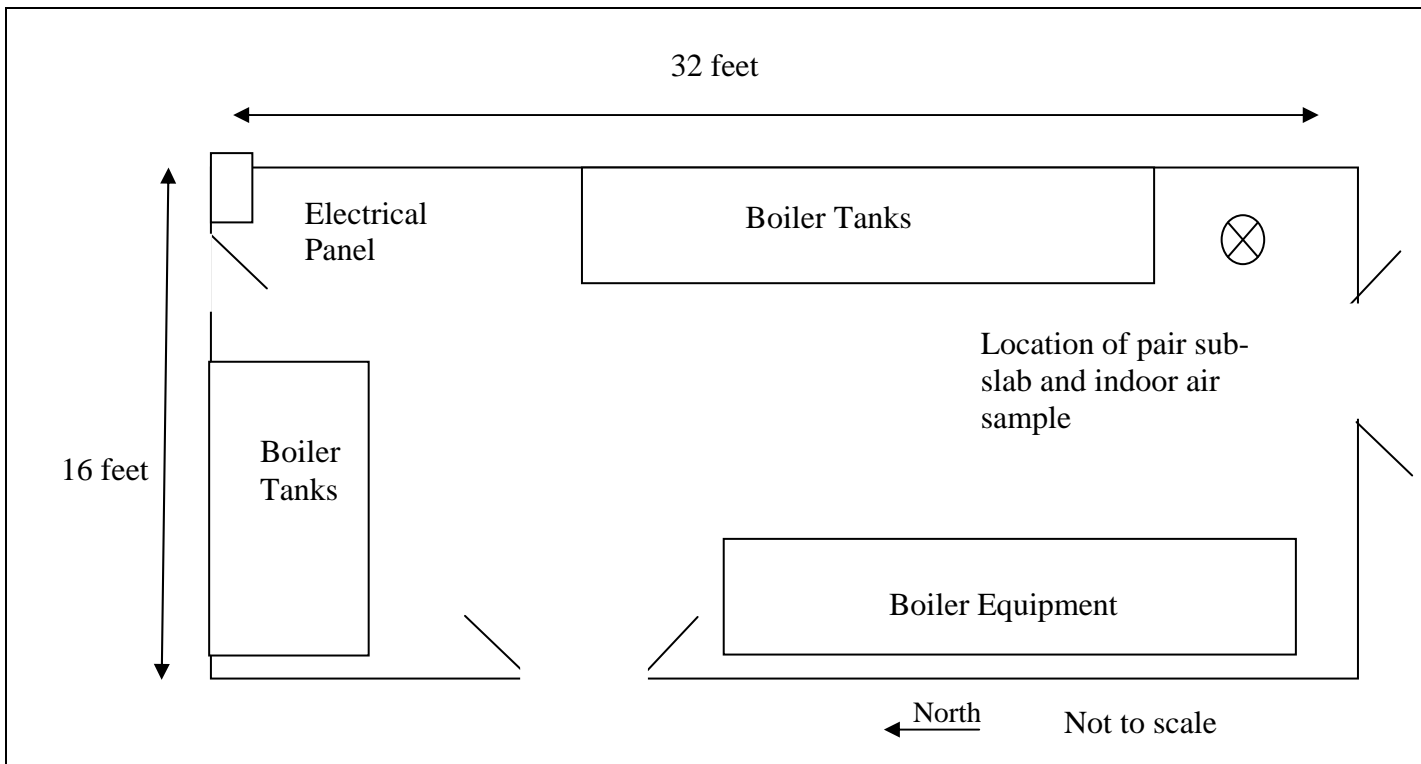 32 feet
Electrical
Panel
Boiler Tanks
Location of pair sub-
slab and indoor air
sample
16 feet
Boiler
Tanks
Boiler Equipment
North
Not to scale